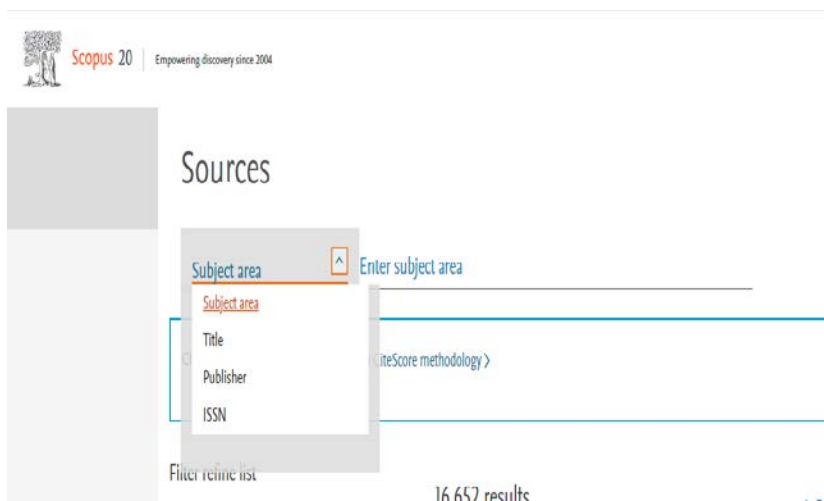 Scopus 20
Empowering discovery since 2004
Sources
Subject area
Enter subject area
Subject area
Title
CiteScore methodology >
Publisher
ISSN
Filter refine list
16,652 results